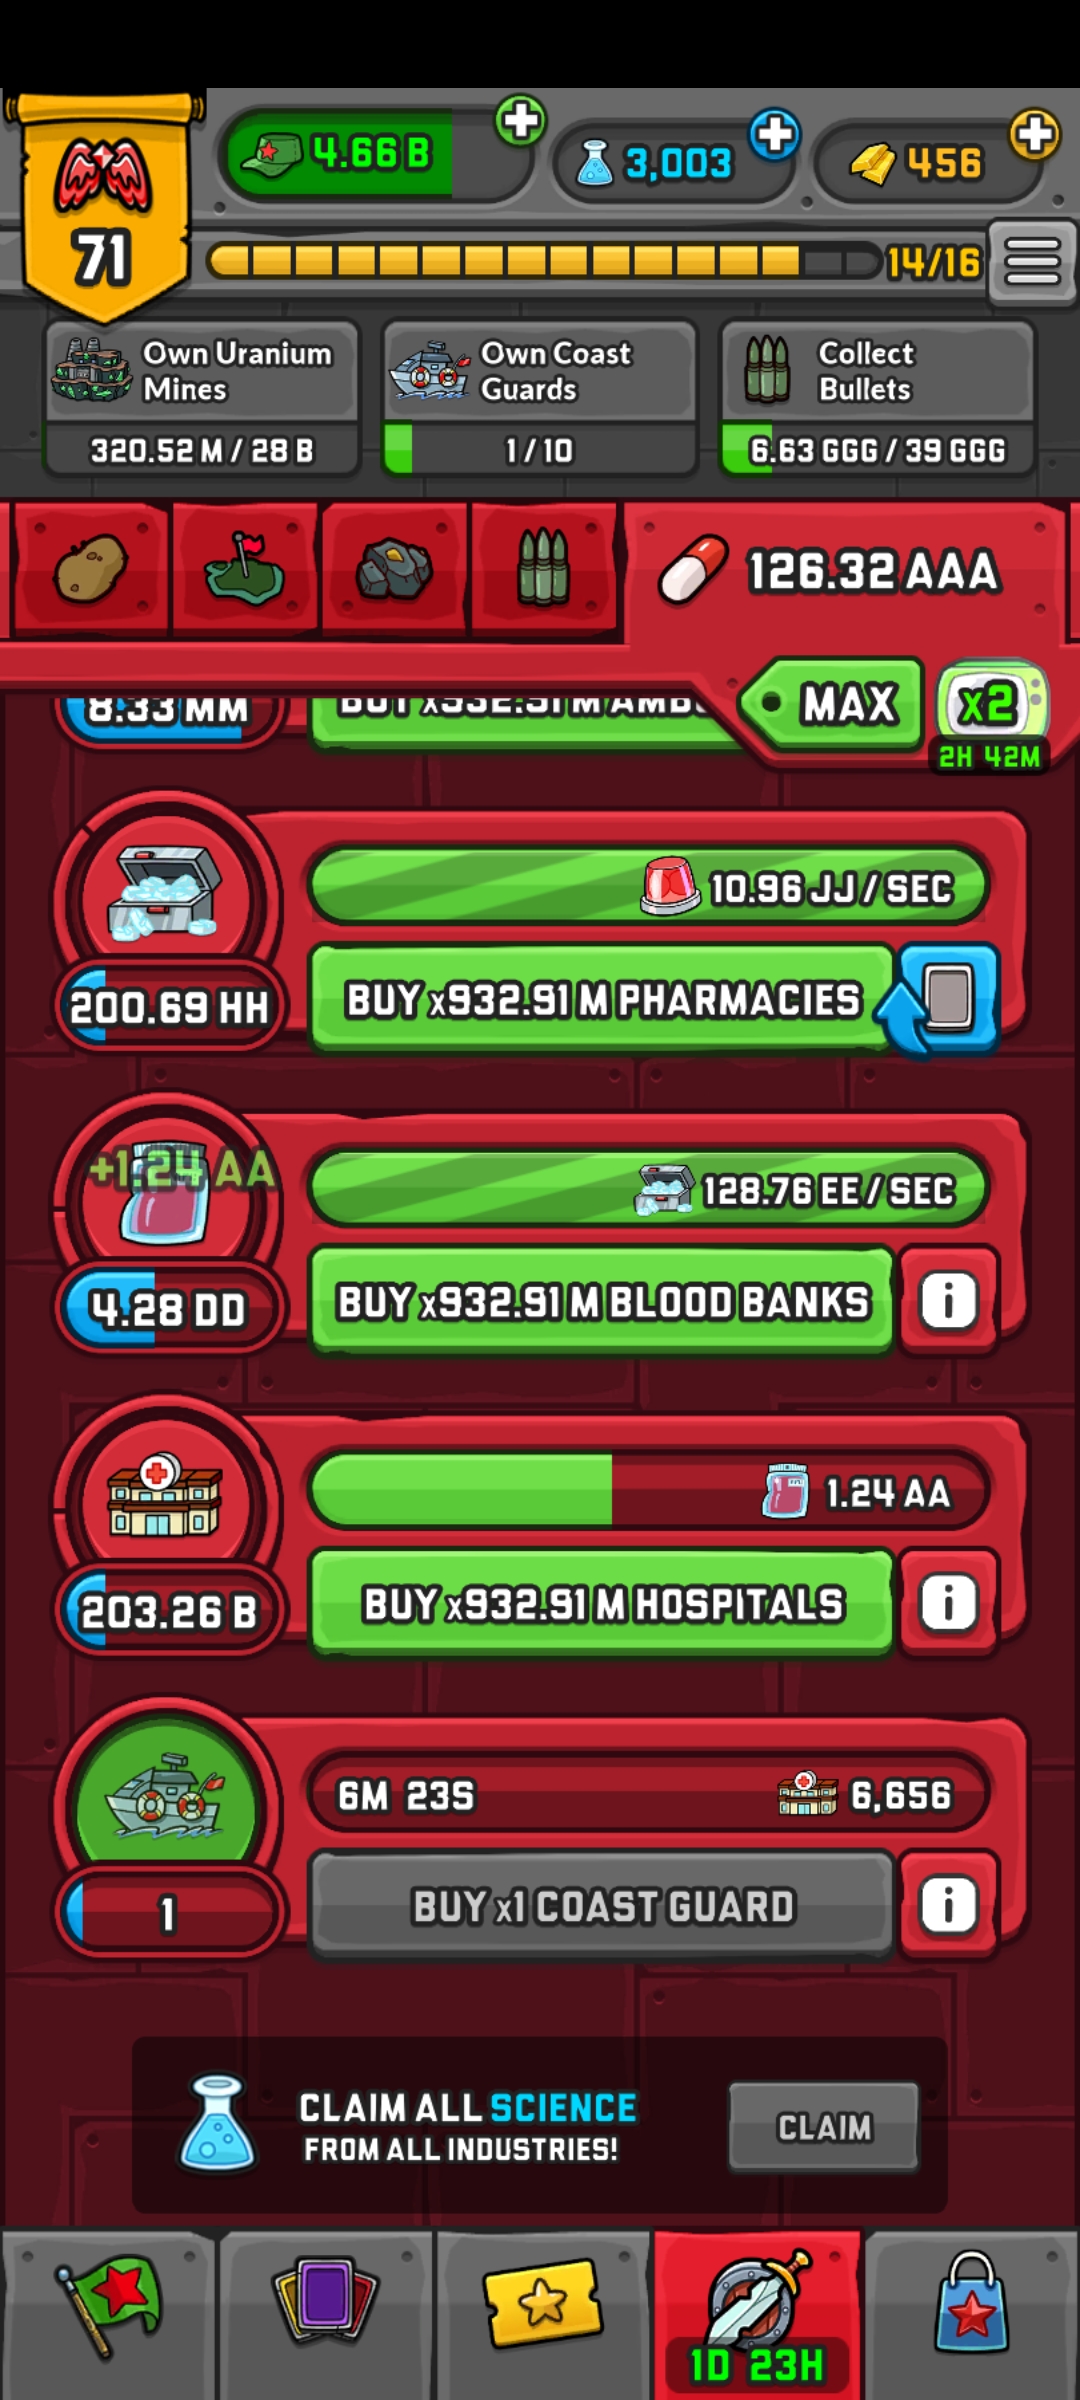 71
4.66 B
3,003
456
14/16
Own Uranium
Mines
320.52 M / 28 B
Own Coast
Guards
1 / 10
Collect
Bullets
6.63 GGG / 39 GGG
126.32 AAA
MAX
x2
2H 42M
8.33 MM
BUY x932.91 M
10.96 JJ / SEC
200.69 HH
BUY x932.91 M PHARMACIES
+1.24 AA
128.76 EE / SEC
4.28 DD
BUY x932.91 M BLOOD BANKS
i
1.24 AA
203.26 B
BUY x932.91 M HOSPITALS
i
6M 23S
6,656
1
BUY x1 COAST GUARD
i
CLAIM ALL SCIENCE
FROM ALL INDUSTRIES!
CLAIM
1D 23H